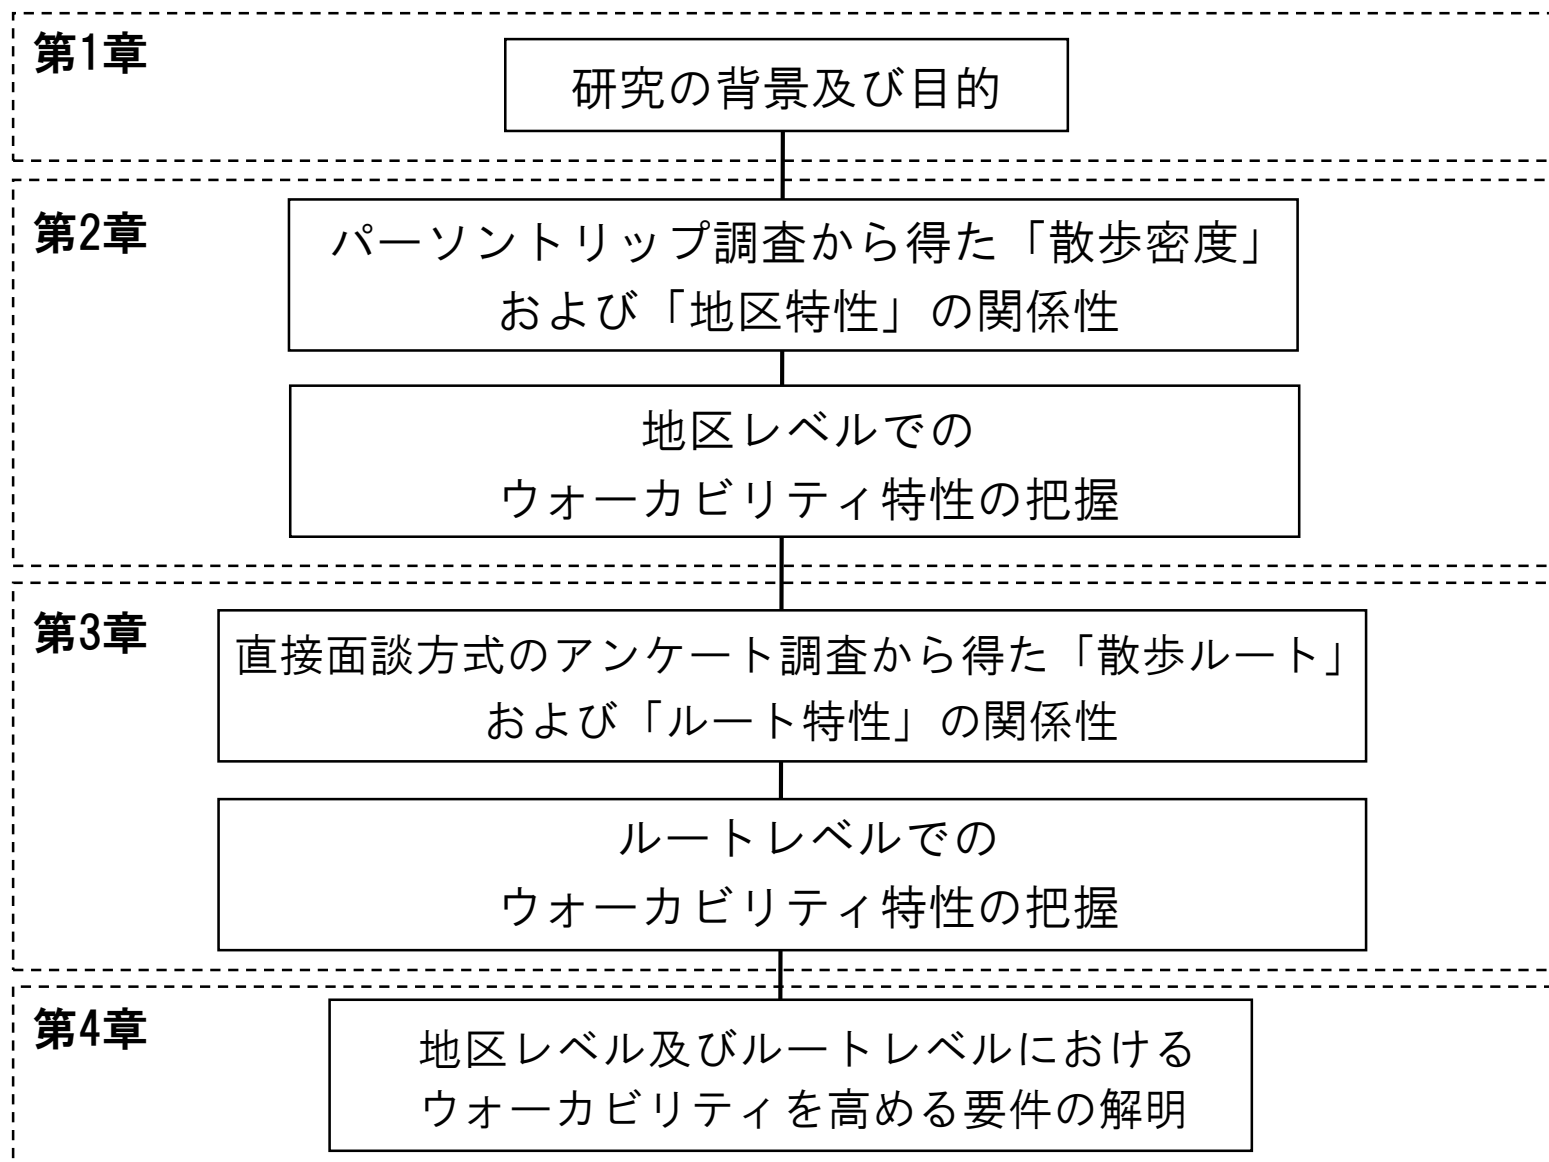 第1章
研究の背景及び目的
第2章
パーソントリップ調査から得た「散歩密度」
および「地区特性」の関係性
地区レベルでの
ウォーカビリティ特性の把握
第3章
直接面談方式のアンケート調査から得た「散歩ルート」
および「ルート特性」の関係性
ルートレベルでの
ウォーカビリティ特性の把握
第4章
地区レベル及びルートレベルにおける
ウォーカビリティを高める要件の解明